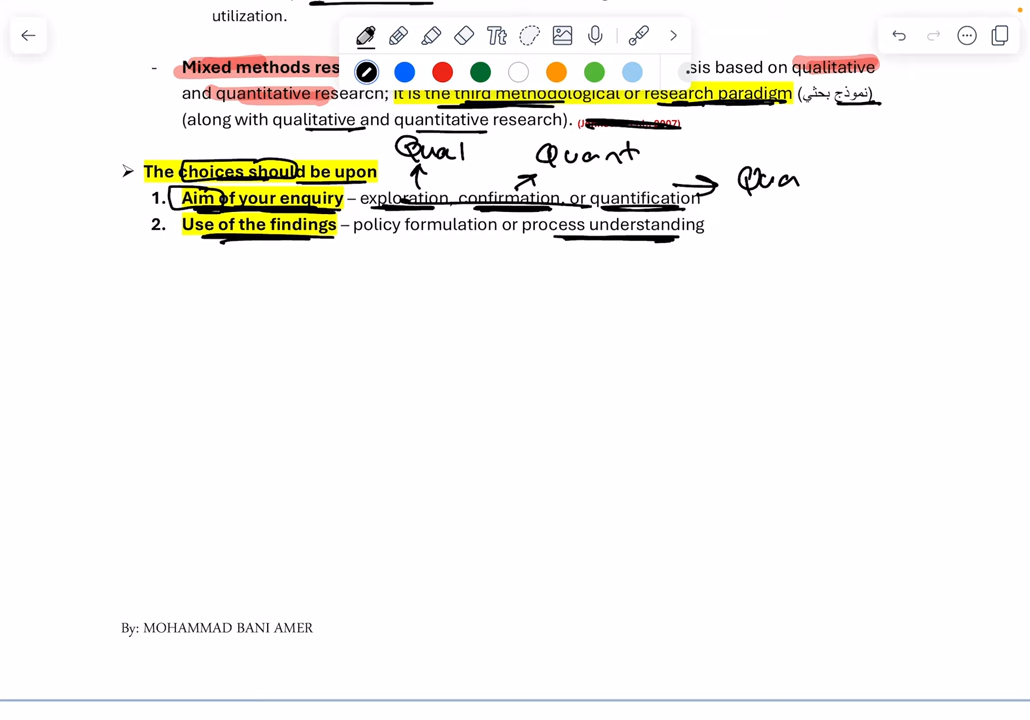 utilization.
- Mixed methods res sis based on qualitative
and quantitative research; it is the third methodological or research paradigm (نموذج بحثي)
(along with qualitative and quantitative research).
Qual Quant
➢ The choices should be upon
Qua
1. Aim of your enquiry – exploration, confirmation, or quantification
2. Use of the findings – policy formulation or process understanding
By: MOHAMMAD BANI AMER